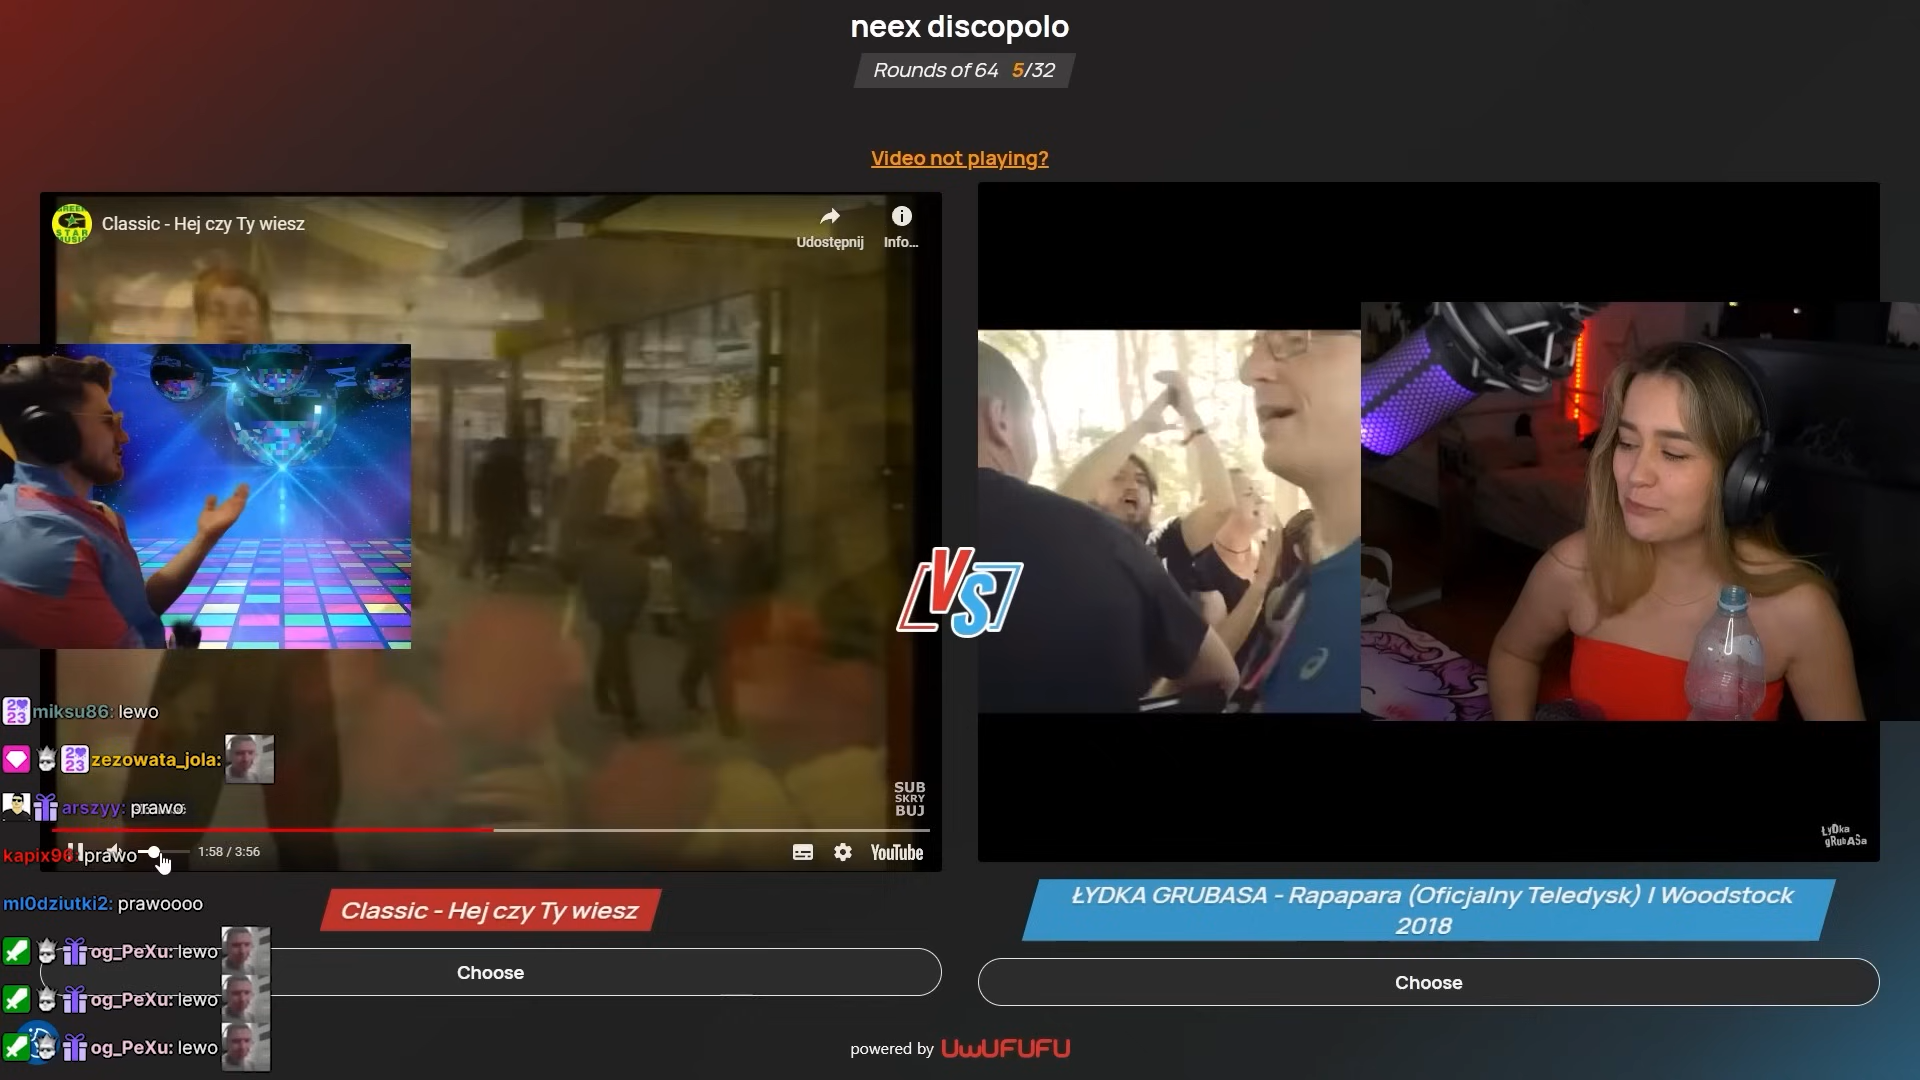 neex discopolo
Rounds of 64 5/32
Video not playing?
Classic - Hej czy Ty wiesz
Udostępnij
Info...
SUB
SKRY
BUJ
1:58 / 3:56
YouTube
VS
ŁyDka
gRubASa
miksu86: lewo
zezowata_jola:
arszyy: prawo
kapix96: prawo
ml0dziutki2: prawoooo
og_PeXu: lewo
og_PeXu: lewo
og_PeXu: lewo
Classic - Hej czy Ty wiesz
Choose
ŁYDKA GRUBASA - Rapapara (Oficjalny Teledysk) I Woodstock
2018
Choose
powered by UwUFUFU